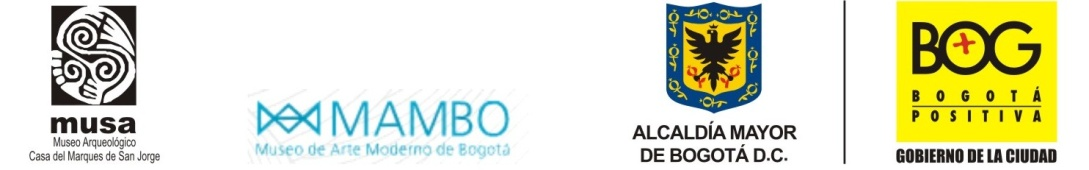 musa
Museo Arqueológico
Casa del Marques de San Jorge
MAMBO
Museo de Arte Moderno de Bogotá
ALCALDÍA MAYOR
DE BOGOTÁ D.C.
BOG
BOGOTÁ
POSITIVA
GOBIERNO DE LA CIUDAD